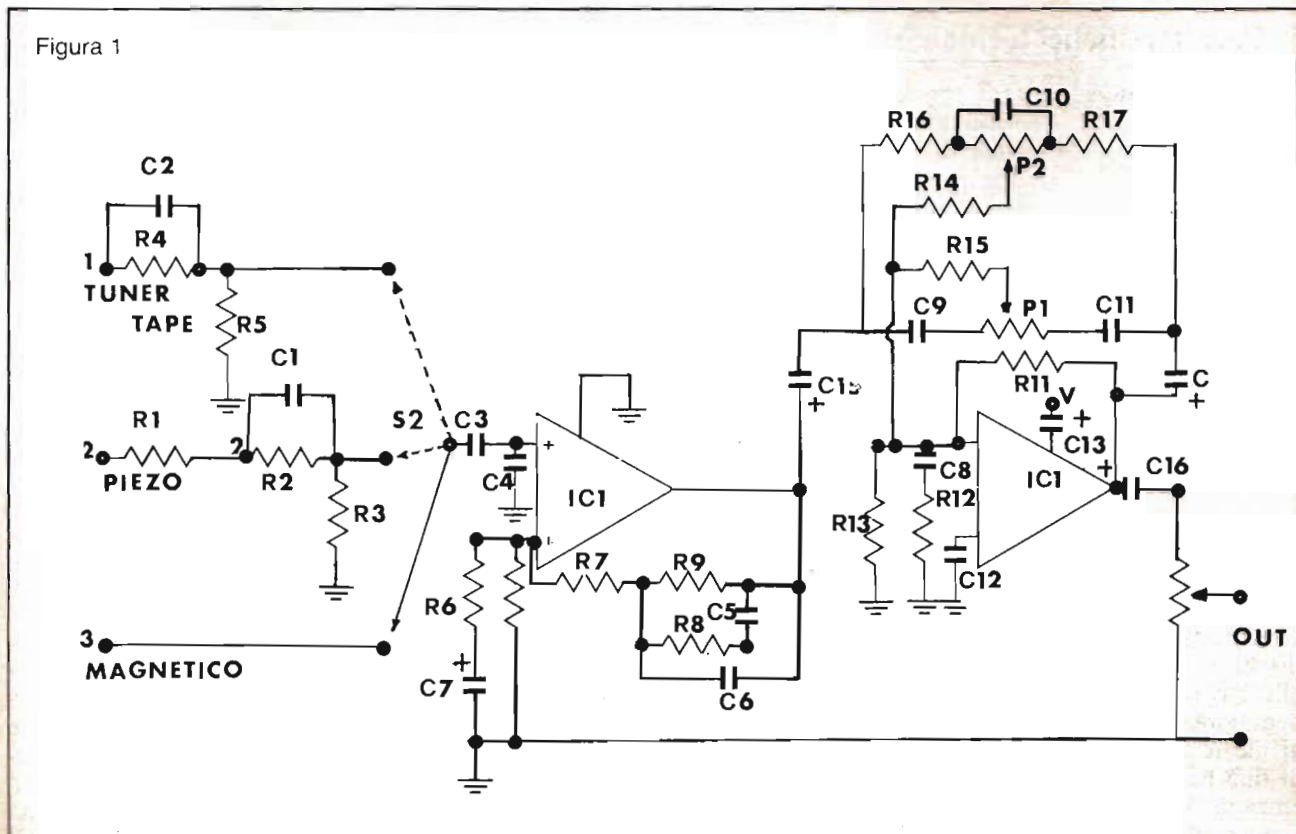 Figura 1
C10
R16
R17
P2
C2
R14
R4
R15
1
TUNER
TAPE
R5
C9
P1
C11
C1
C15
+
R11
C
+
V
+
R1
S2
C3
C13
2
2
+
C16
PIEZO
R2
C4
IC1
C8
IC1
+
R3
R12
R13
R7
R9
C12
R6
C5
R8
3
OUT
MAGNETICO
+
C7
C6